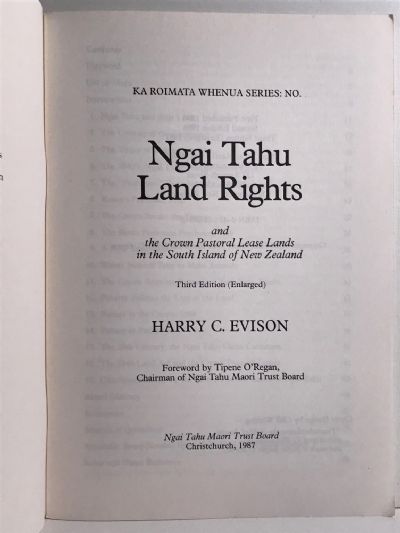 KA ROIMATA WHENUA SERIES: NO.
Ngai Tahu
Land Rights
and
the Crown Pastoral Lease Lands
in the South Island of New Zealand
Third Edition (Enlarged)
HARRY C. EVISON
Foreword by Tipene O'Regan,
Chairman of Ngai Tahu Maori Trust Board
Ngai Tahu Maori Trust Board
Christchurch, 1987